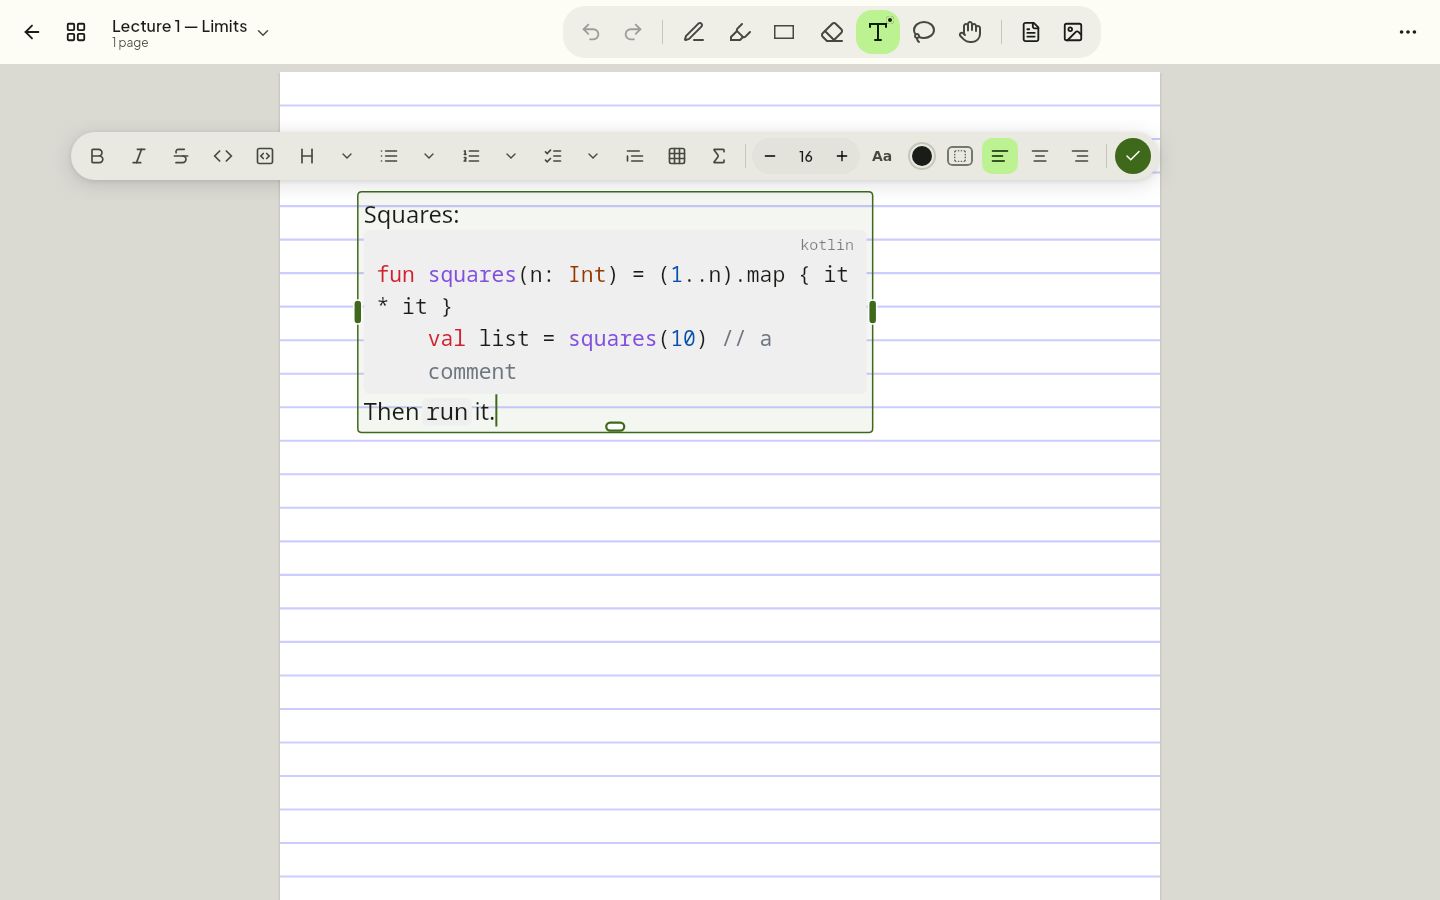 Lecture 1 — Limits
1 page
16
Aa
Squares:
kotlin
fun squares(n: Int) = (1..n).map { it
* it }
val list = squares(10) // a
comment
Then run it.